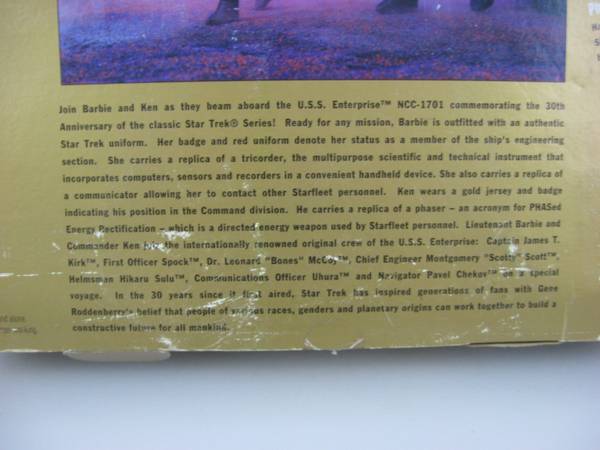 Join Barbie and Ken as they beam aboard the U.S.S. Enterprise™ NCC-1701 commemorating the 30th
Anniversary of the classic Star Trek® Series! Ready for any mission, Barbie is outfitted with an authentic
Star Trek uniform. Her badge and red uniform denote her status as a member of the ship's engineering
section. She carries a replica of a tricorder, the multipurpose scientific and technical instrument that
incorporates computers, sensors and recorders in a convenient handheld device. She also carries a replica of
a communicator allowing her to contact other Starfleet personnel. Ken wears a gold jersey and badge
indicating his position in the Command division. He carries a replica of a phaser – an acronym for PHASed
Energy Rectification – which is a directed energy weapon used by Starfleet personnel. Lieutenant Barbie and
Commander Ken join the internationally renowned original crew of the U.S.S. Enterprise: Captain James T.
Kirk™, First Officer Spock™, Dr. Leonard "Bones" McCoy™, Chief Engineer Montgomery "Scotty" Scott™,
Helmsman Hikaru Sulu™, Communications Officer Uhura™ and Navigator Pavel Chekov™ on a special
voyage. In the 30 years since it first aired, Star Trek has inspired generations of fans with Gene
Roddenberry's belief that people of various races, genders and planetary origins can work together to build a
constructive future for all mankind.